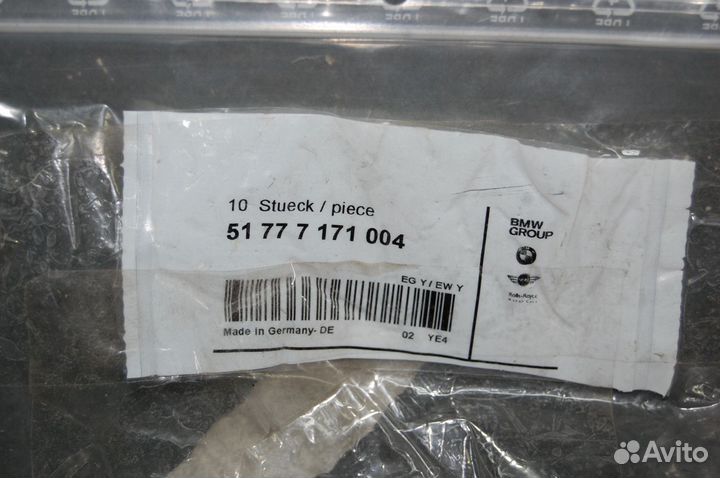 10 Stueck / piece
51 77 7 171 004
BMW
GROUP
EG Y / EW Y
Made in Germany- DE
02 YE4
Avito